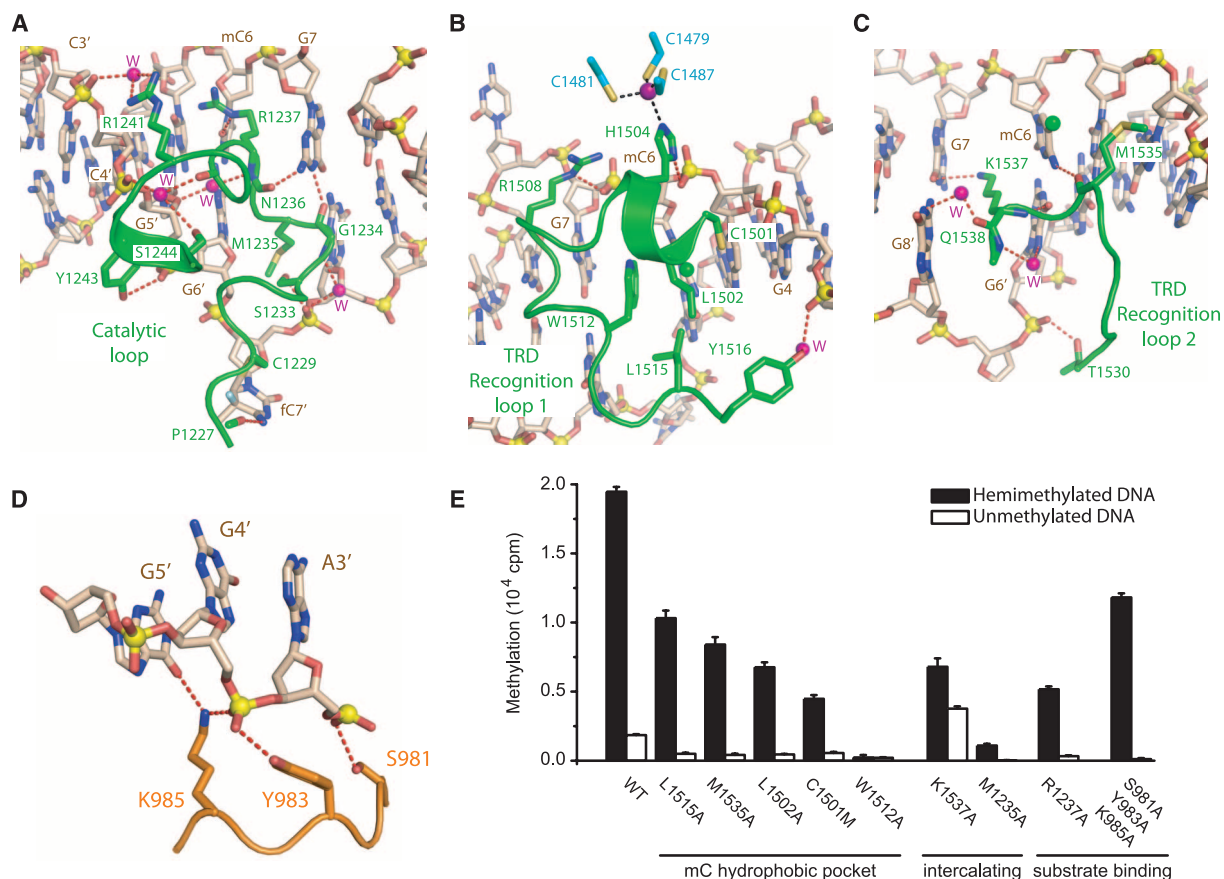 A
C3′
W
mC6
G7
R1241
R1237
C4′
W
W
N1236
G5′
M1235
G1234
S1244
Y1243
G6′
S1233
W
Catalytic
loop
C1229
fC7′
P1227
B
C1479
C1481
C1487
H1504
mC6
R1508
G7
C1501
G4
L1502
W1512
TRD
Recognition
loop 1
L1515
Y1516
W
C
G7
mC6
M1535
K1537
W
G8′
Q1538
W
G6′
TRD
Recognition
loop 2
T1530
D
G4′
G5′
A3′
S981
K985
Y983
E
Hemimethylated DNA
Unmethylated DNA
Methylation (10⁴ cpm)
2.0
1.0
0.5
0.0
WT
L1515A
M1535A
L1502A
C1501M
W1512A
K1537A
M1235A
R1237A
S981A
Y983A
K985A
mC hydrophobic pocket
intercalating
substrate binding